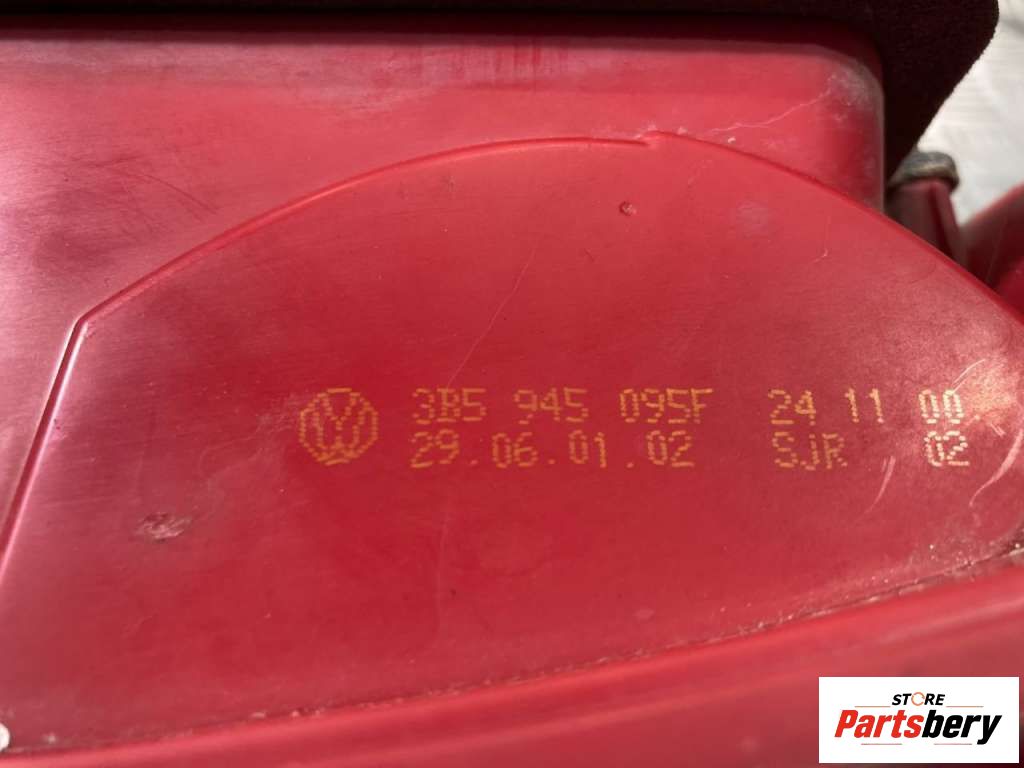 3B5 945 095F 24 11 00
29.06.01.02 SJR 02
STORE
Partsbery